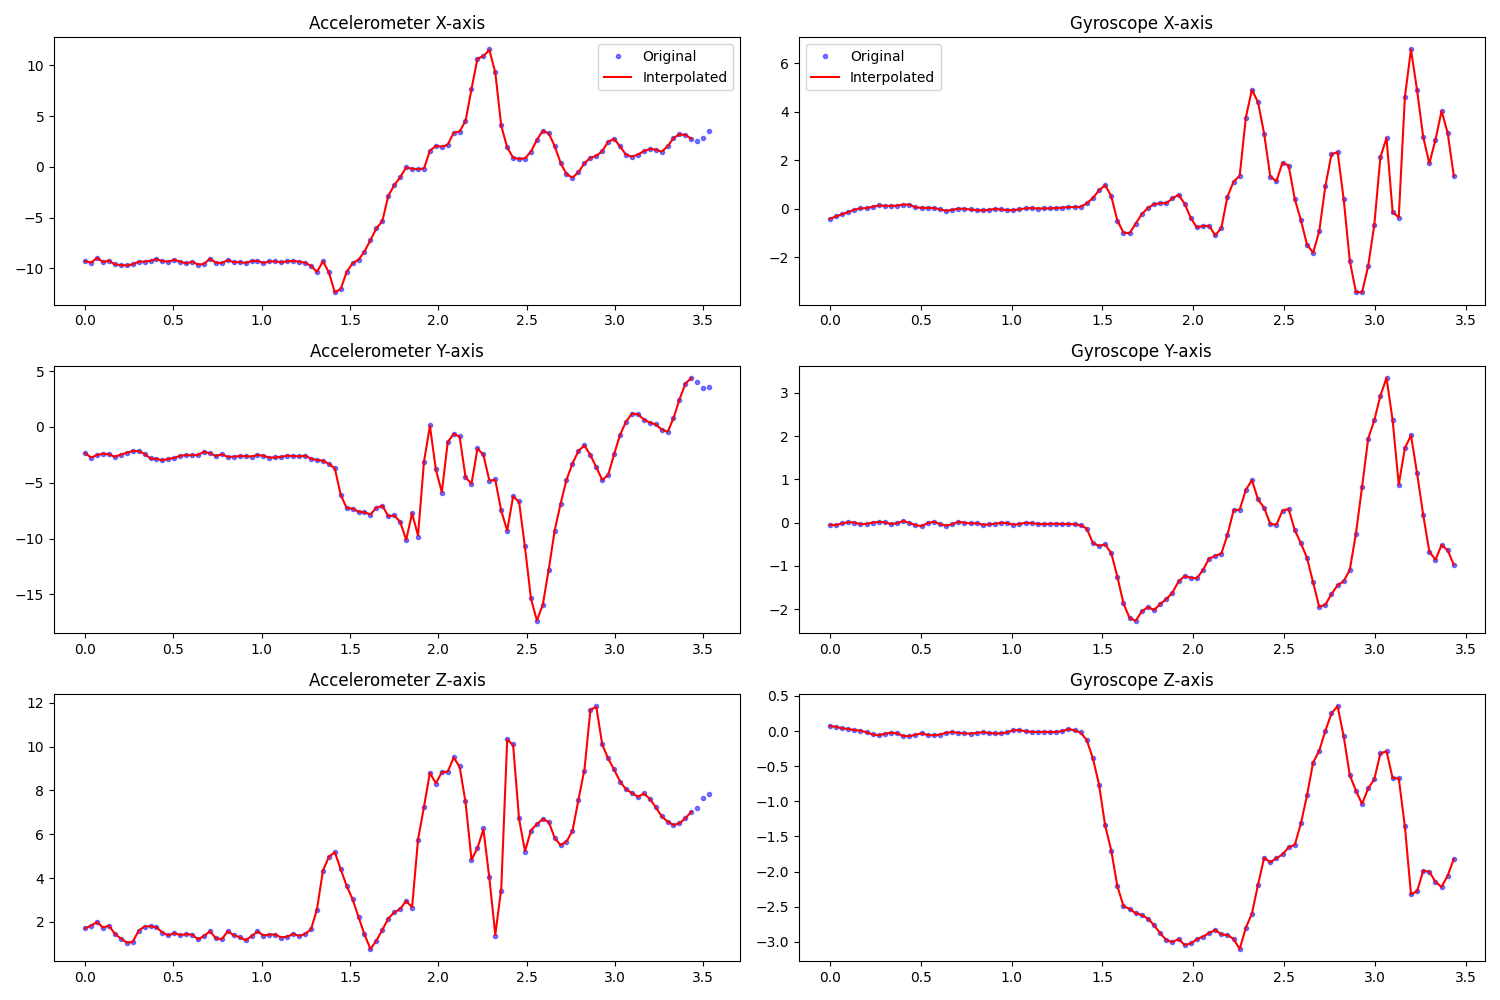 Accelerometer X-axis
10
5
0
−5
−10
0.0 0.5 1.0 1.5 2.0 2.5 3.0 3.5
Original
Interpolated
Gyroscope X-axis
6
4
2
0
−2
0.0 0.5 1.0 1.5 2.0 2.5 3.0 3.5
Original
Interpolated
Accelerometer Y-axis
5
0
−5
−10
−15
0.0 0.5 1.0 1.5 2.0 2.5 3.0 3.5
Gyroscope Y-axis
3
2
1
0
−1
−2
0.0 0.5 1.0 1.5 2.0 2.5 3.0 3.5
Accelerometer Z-axis
12
10
8
6
4
2
0.0 0.5 1.0 1.5 2.0 2.5 3.0 3.5
Gyroscope Z-axis
0.5
0.0
−0.5
−1.0
−1.5
−2.0
−2.5
−3.0
0.0 0.5 1.0 1.5 2.0 2.5 3.0 3.5